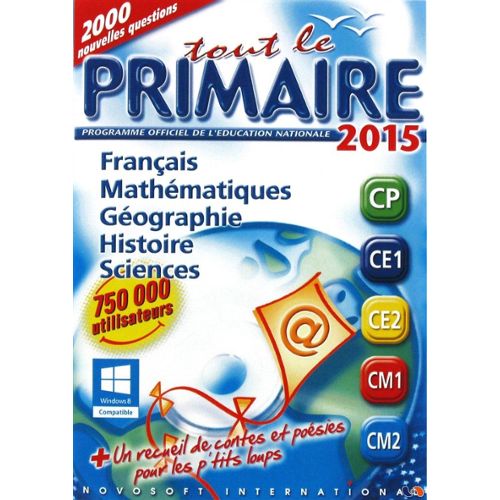 2000
nouvelles questions
tout le
PRIMAIRE
PROGRAMME OFFICIEL DE L'EDUCATION NATIONALE
2015
Français
Mathématiques
Géographie
Histoire
Sciences
750 000
utilisateurs
CP
CE1
CE2
CM1
CM2
@
Windows 8
Compatible
+ Un recueil de contes et poésies
pour les p'tits loups
NOVOSOFT INTERNATIONAL